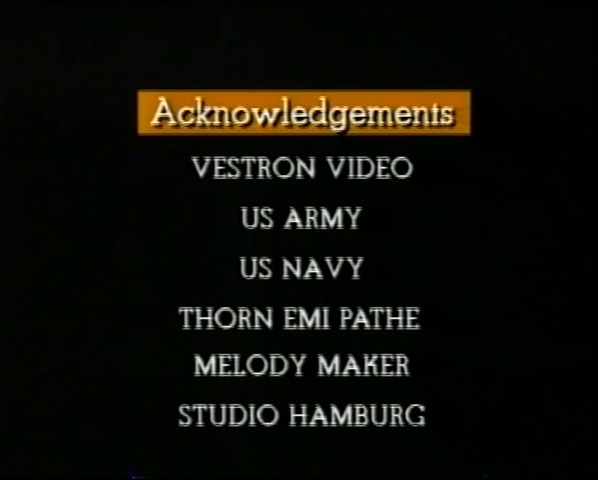 Acknowledgements
VESTRON VIDEO
US ARMY
US NAVY
THORN EMI PATHE
MELODY MAKER
STUDIO HAMBURG